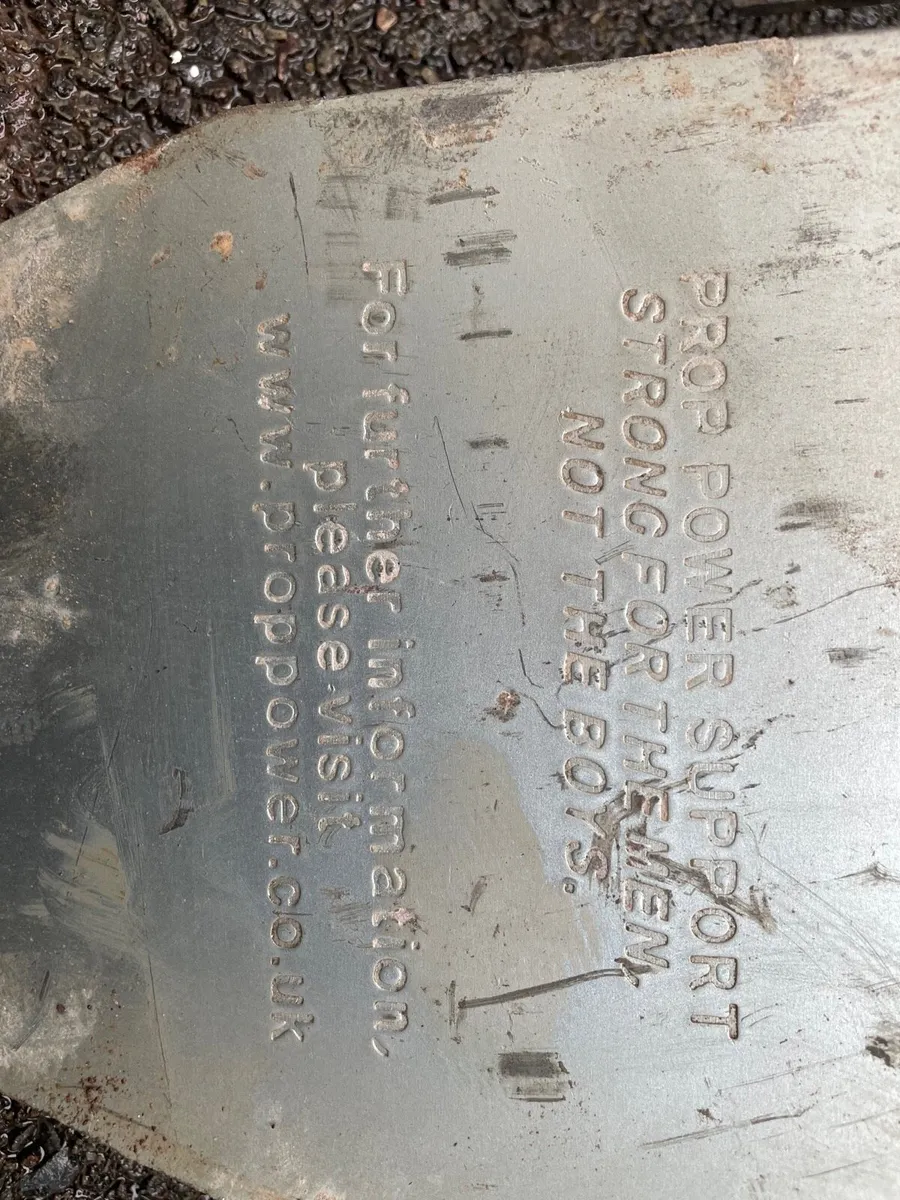 PROP POWER SUPPORT
STRONG FOR THE MEN
NOT THE BOYS.
For further information,
please visit
www.proppower.co.uk